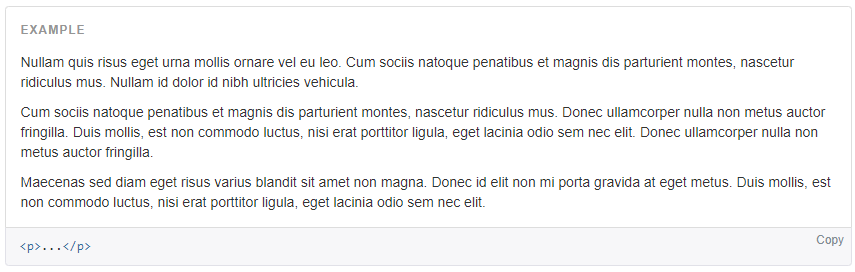 EXAMPLE
Nullam quis risus eget urna mollis ornare vel eu leo. Cum sociis natoque penatibus et magnis dis parturient montes, nascetur
ridiculus mus. Nullam id dolor id nibh ultricies vehicula.
Cum sociis natoque penatibus et magnis dis parturient montes, nascetur ridiculus mus. Donec ullamcorper nulla non metus auctor
fringilla. Duis mollis, est non commodo luctus, nisi erat porttitor ligula, eget lacinia odio sem nec elit. Donec ullamcorper nulla non
metus auctor fringilla.
Maecenas sed diam eget risus varius blandit sit amet non magna. Donec id elit non mi porta gravida at eget metus. Duis mollis, est
non commodo luctus, nisi erat porttitor ligula, eget lacinia odio sem nec elit.
Copy
<p>...</p>